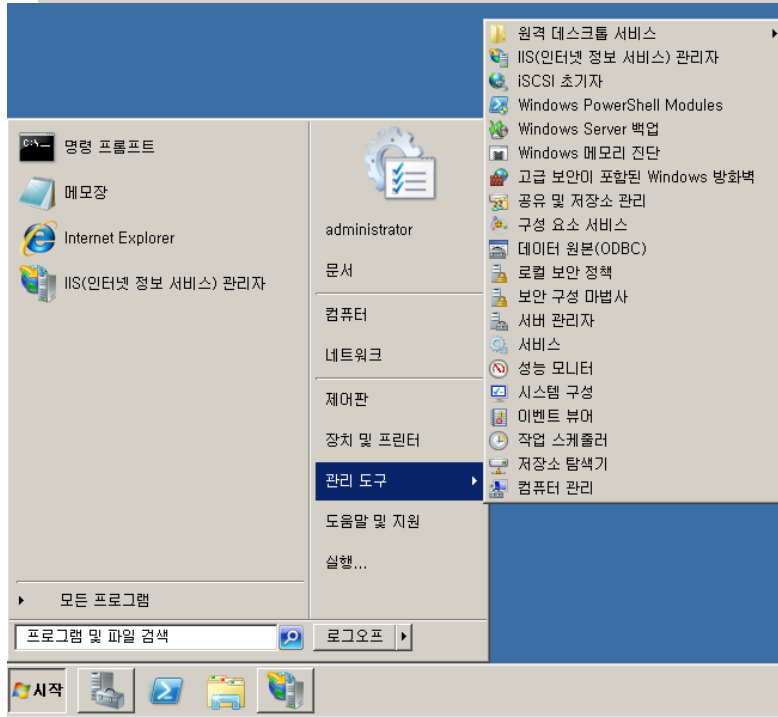 명령 프롬프트
메모장
Internet Explorer
IIS(인터넷 정보 서비스) 관리자
모든 프로그램
프로그램 및 파일 검색
administrator
문서
컴퓨터
네트워크
제어판
장치 및 프린터
관리 도구
도움말 및 지원
실행...
로그오프
원격 데스크톱 서비스
IIS(인터넷 정보 서비스) 관리자
iSCSI 초기자
Windows PowerShell Modules
Windows Server 백업
Windows 메모리 진단
고급 보안이 포함된 Windows 방화벽
공유 및 저장소 관리
구성 요소 서비스
데이터 원본(ODBC)
로컬 보안 정책
보안 구성 마법사
서버 관리자
서비스
성능 모니터
시스템 구성
이벤트 뷰어
작업 스케줄러
저장소 탐색기
컴퓨터 관리
시작